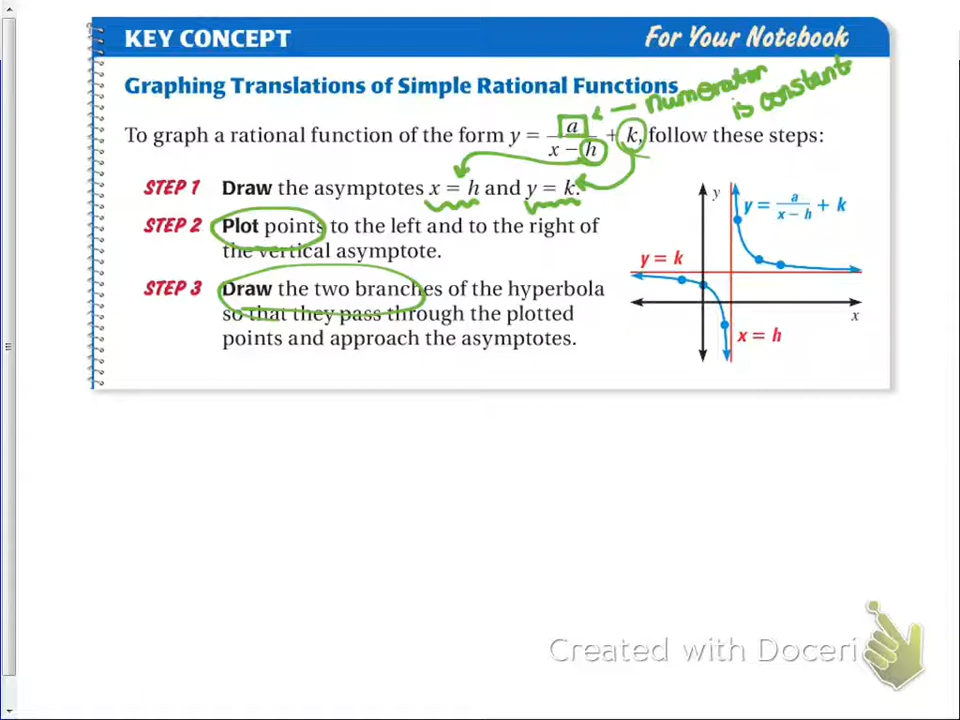 KEY CONCEPT
For Your Notebook
Graphing Translations of Simple Rational Functions
numerator
is constant
To graph a rational function of the form y = a / (x − h) + k, follow these steps:
STEP 1 Draw the asymptotes x = h and y = k.
STEP 2 Plot points to the left and to the right of
the vertical asymptote.
STEP 3 Draw the two branches of the hyperbola
so that they pass through the plotted
points and approach the asymptotes.
y
y = a / (x − h) + k
y = k
x
x = h
Created with Doceri